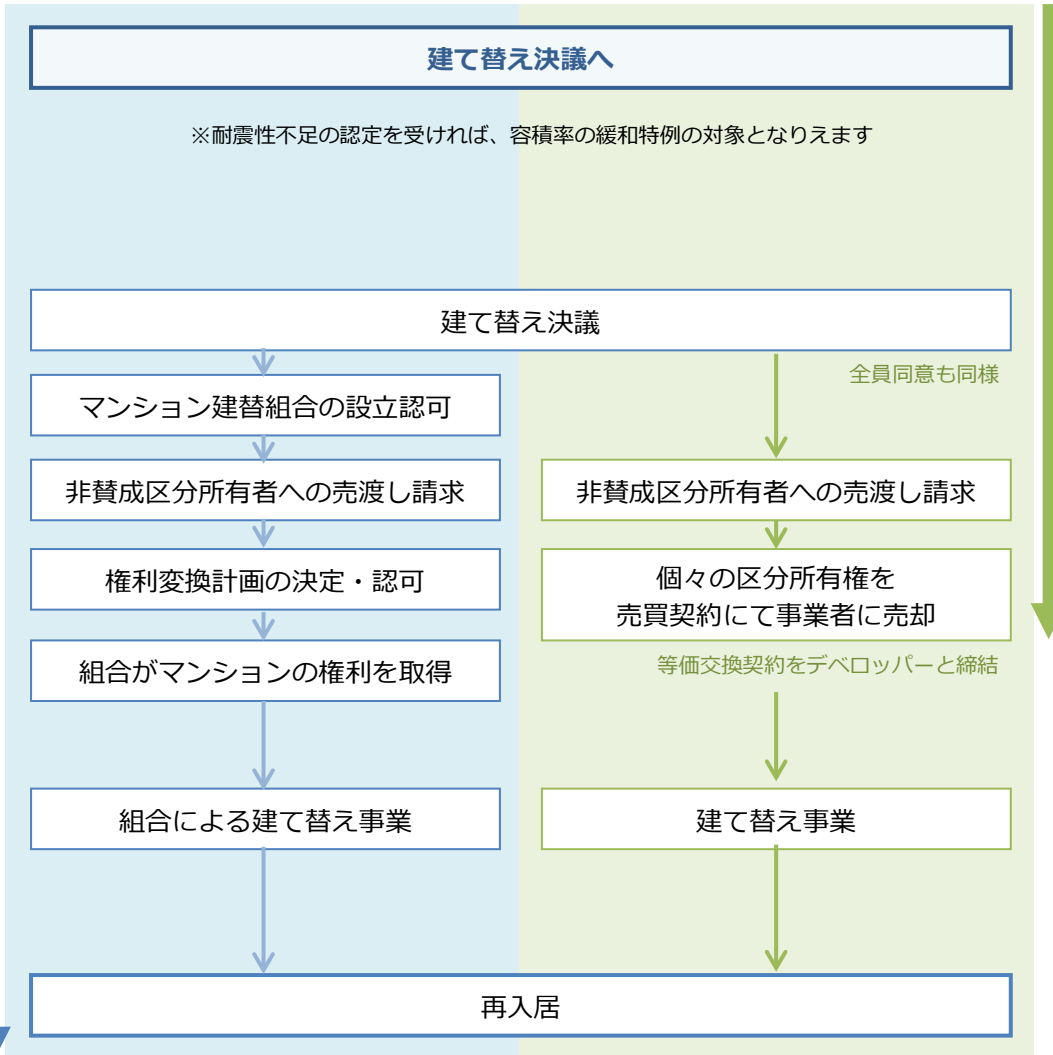 建て替え決議へ
※耐震性不足の認定を受ければ、容積率の緩和特例の対象となりえます
建て替え決議
全員同意も同様
マンション建替組合の設立認可
非賛成区分所有者への売渡し請求
非賛成区分所有者への売渡し請求
権利変換計画の決定・認可
個々の区分所有権を
売買契約にて事業者に売却
組合がマンションの権利を取得
等価交換契約をデベロッパーと締結
組合による建て替え事業
建て替え事業
再入居